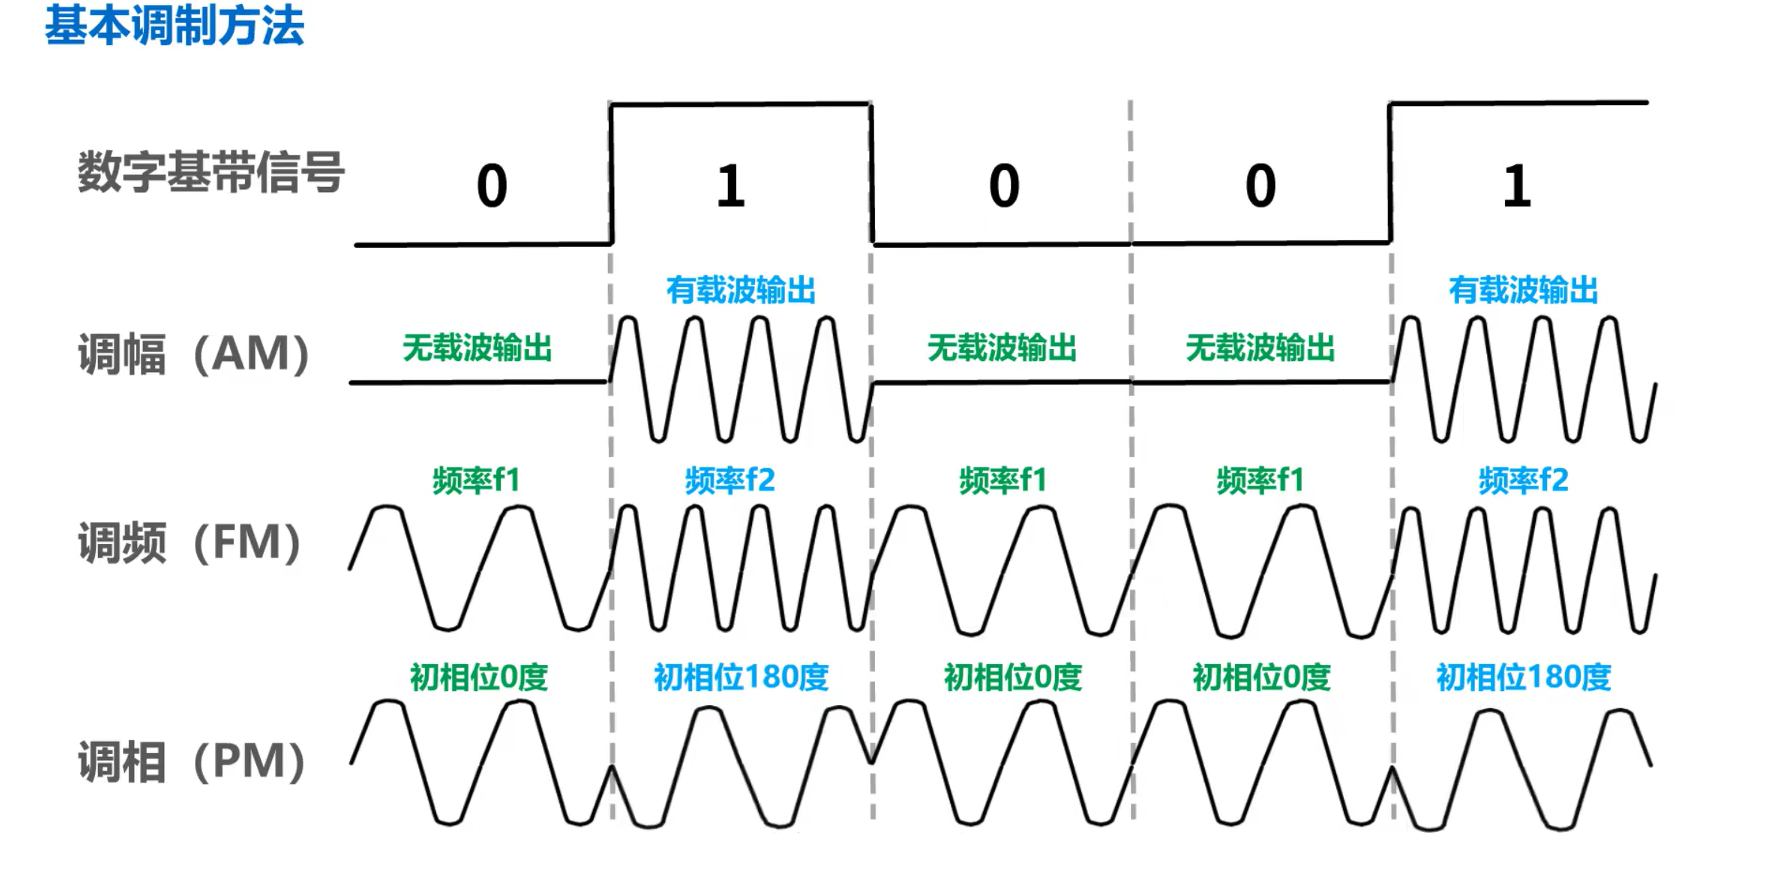 基本调制方法
数字基带信号
0 1 0 0 1
调幅（AM）
无载波输出 有载波输出 无载波输出 无载波输出 有载波输出
调频（FM）
频率f1 频率f2 频率f1 频率f1 频率f2
调相（PM）
初相位0度 初相位180度 初相位0度 初相位0度 初相位180度